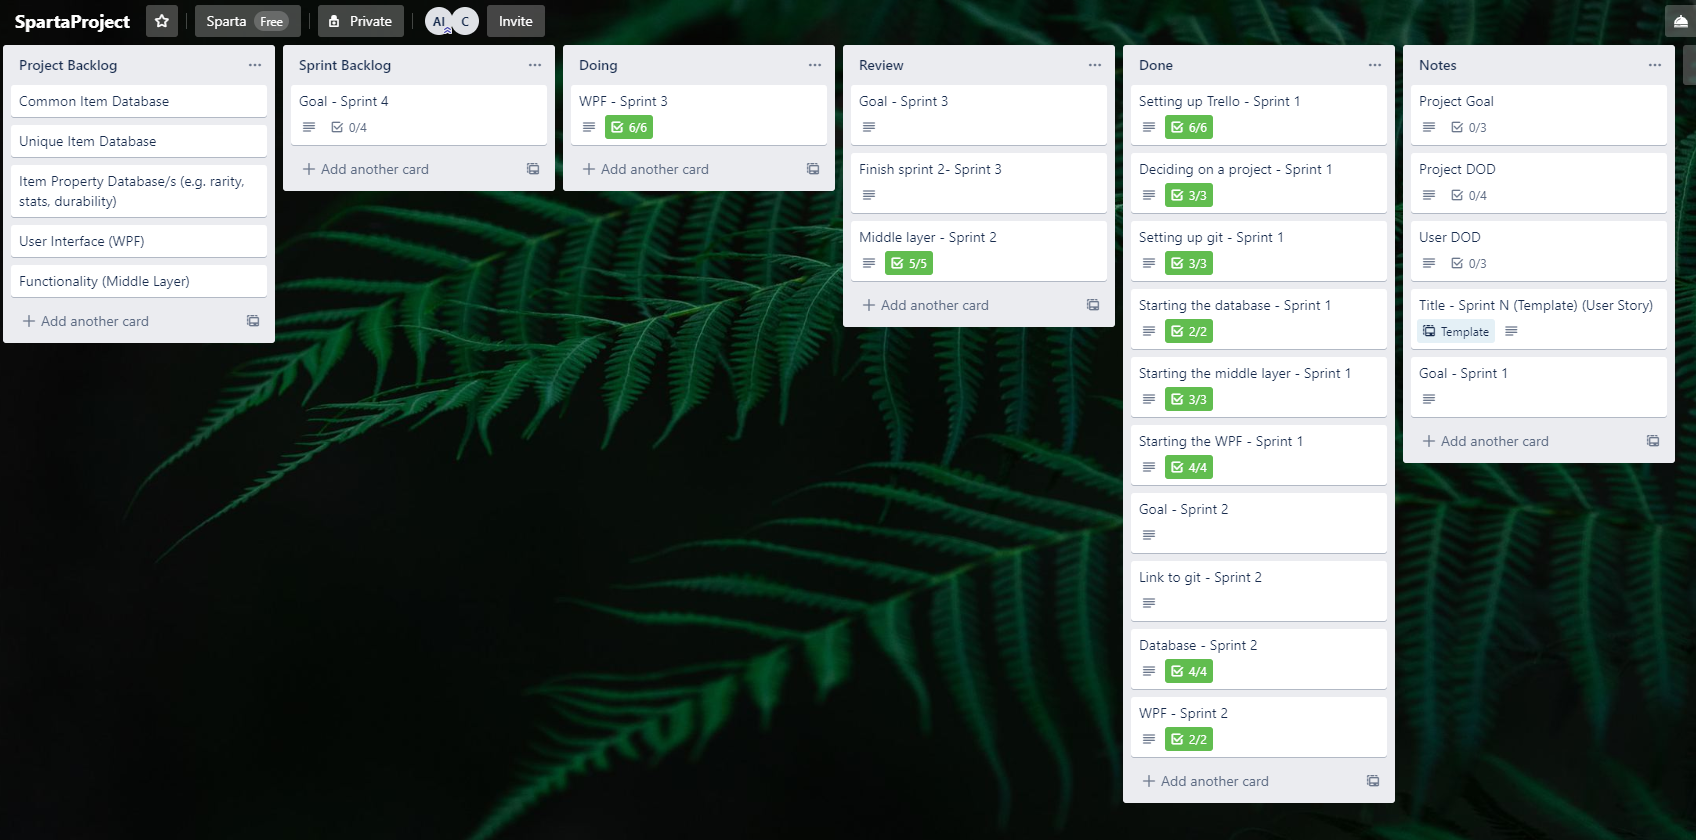 SpartaProject
Sparta Free
Private
AI
C
Invite
Project Backlog
Common Item Database
Unique Item Database
Item Property Database/s (e.g. rarity,
stats, durability)
User Interface (WPF)
Functionality (Middle Layer)
+ Add another card
Sprint Backlog
Goal - Sprint 4
0/4
+ Add another card
Doing
WPF - Sprint 3
6/6
+ Add another card
Review
Goal - Sprint 3
Finish sprint 2- Sprint 3
Middle layer - Sprint 2
5/5
+ Add another card
Done
Setting up Trello - Sprint 1
6/6
Deciding on a project - Sprint 1
3/3
Setting up git - Sprint 1
3/3
Starting the database - Sprint 1
2/2
Starting the middle layer - Sprint 1
3/3
Starting the WPF - Sprint 1
4/4
Goal - Sprint 2
Link to git - Sprint 2
Database - Sprint 2
4/4
WPF - Sprint 2
2/2
+ Add another card
Notes
Project Goal
0/3
Project DOD
0/4
User DOD
0/3
Title - Sprint N (Template) (User Story)
Template
Goal - Sprint 1
+ Add another card